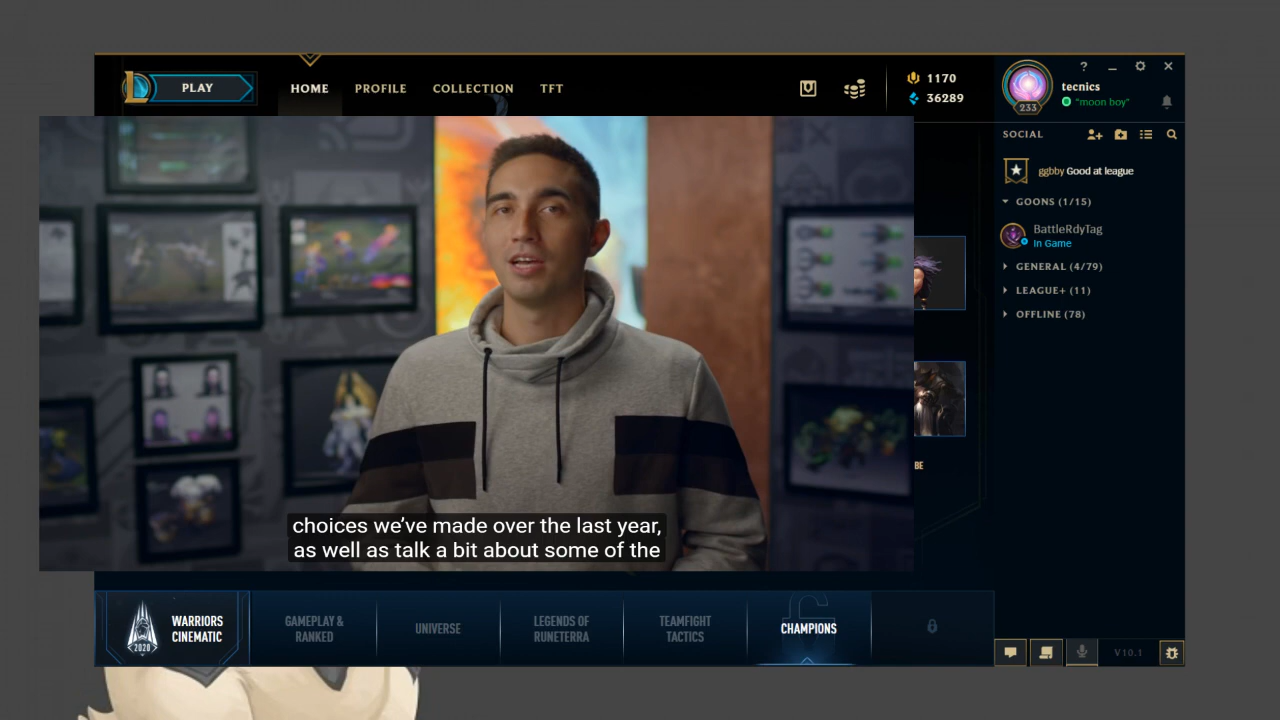 PLAY
HOME
PROFILE
COLLECTION
TFT
1170
36289
?
233
tecnics
"moon boy"
SOCIAL
ggbby Good at league
GOONS (1/15)
BattleRdyTag
In Game
GENERAL (4/79)
LEAGUE+ (11)
OFFLINE (78)
BE
choices we've made over the last year,
as well as talk a bit about some of the
2020
WARRIORS
CINEMATIC
GAMEPLAY &
RANKED
UNIVERSE
LEGENDS OF
RUNETERRA
TEAMFIGHT
TACTICS
CHAMPIONS
V10.1